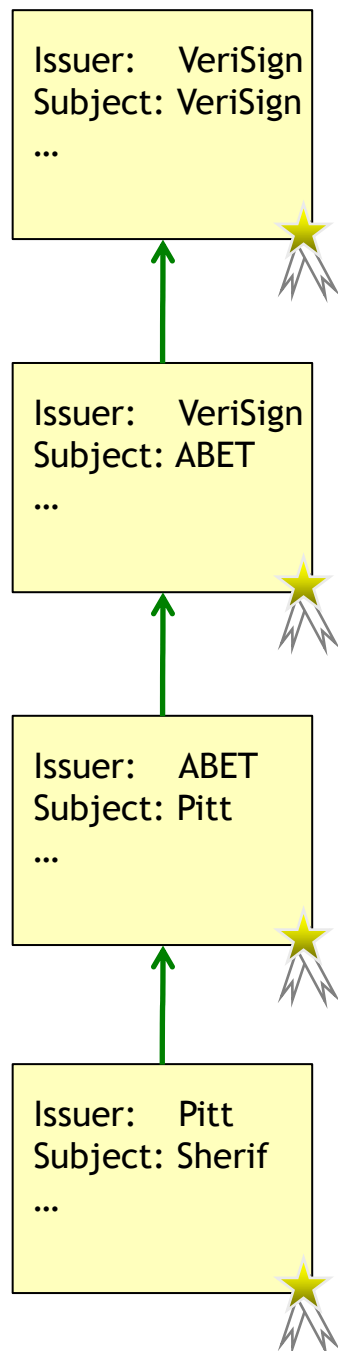 Issuer: VeriSign
Subject: VeriSign
…
Issuer: VeriSign
Subject: ABET
…
Issuer: ABET
Subject: Pitt
…
Issuer: Pitt
Subject: Sherif
…